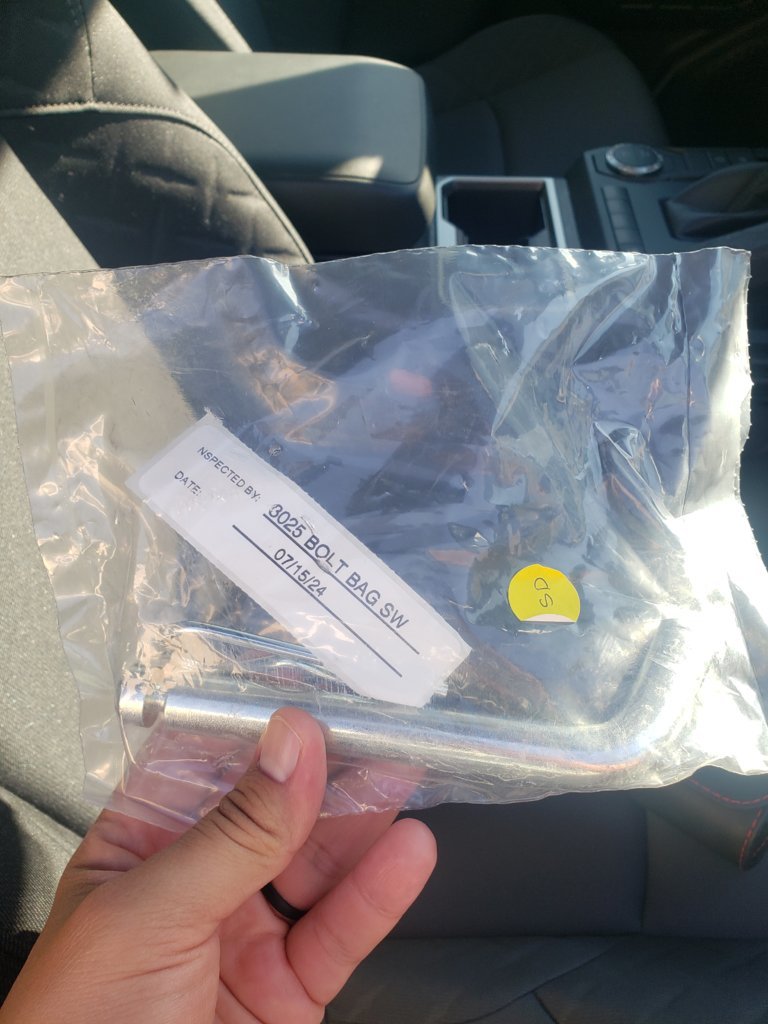 NSPECTED BY: 3025 BOLT BAG SW
DATE: 07/15/24
SD